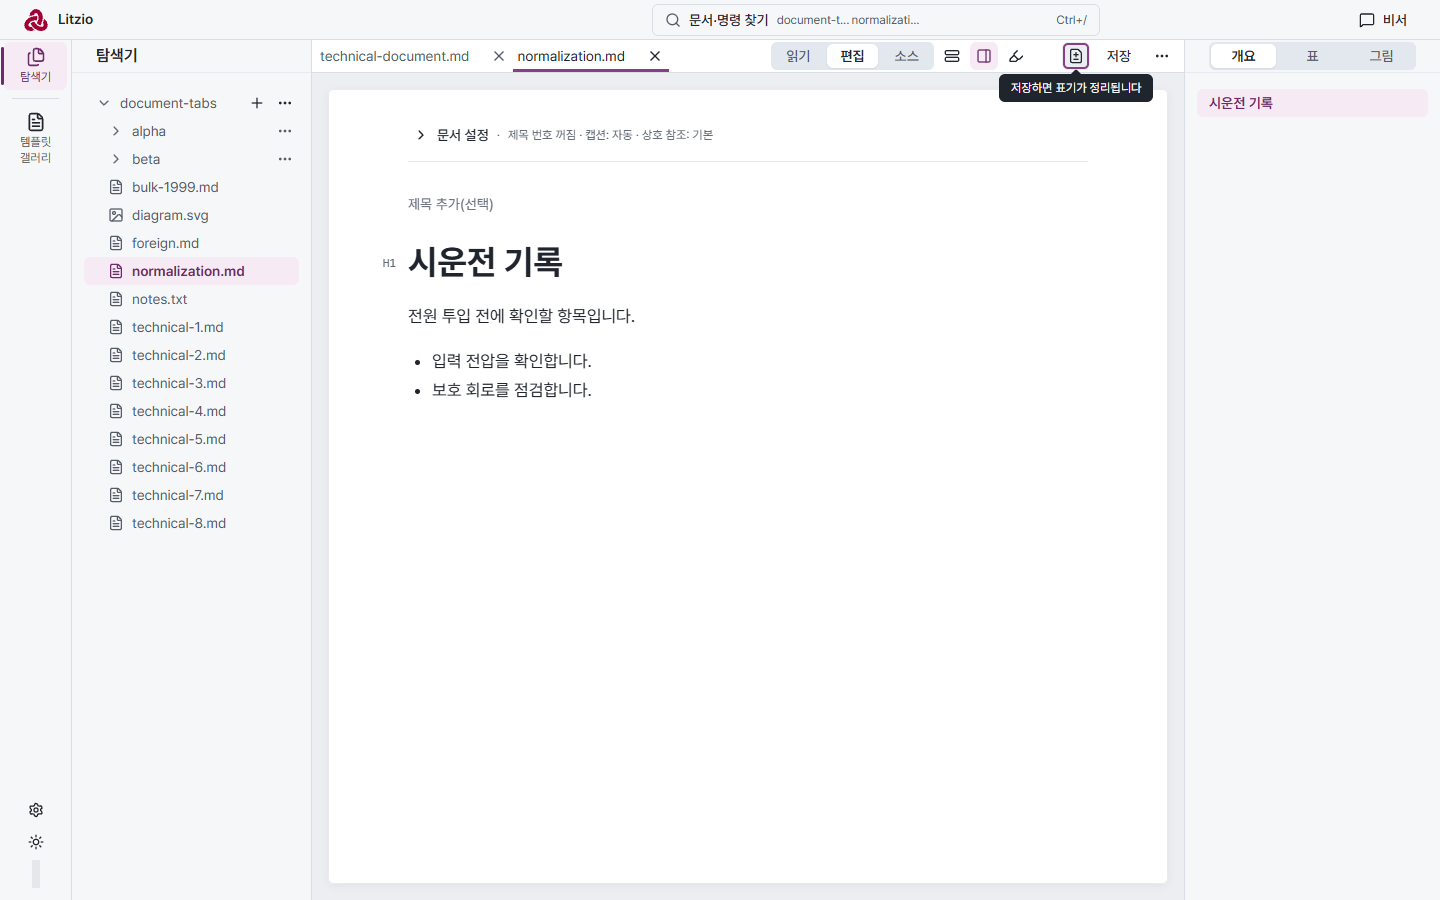 Litzio
문서·명령 찾기 document-t... normalizati... Ctrl+/
비서
탐색기
템플릿
갤러리
탐색기
document-tabs
alpha
beta
bulk-1999.md
diagram.svg
foreign.md
normalization.md
notes.txt
technical-1.md
technical-2.md
technical-3.md
technical-4.md
technical-5.md
technical-6.md
technical-7.md
technical-8.md
technical-document.md
normalization.md
읽기 편집 소스
저장
저장하면 표기가 정리됩니다
문서 설정 · 제목 번호 꺼짐 · 캡션: 자동 · 상호 참조: 기본
제목 추가(선택)
H1 시운전 기록
전원 투입 전에 확인할 항목입니다.
• 입력 전압을 확인합니다.
• 보호 회로를 점검합니다.
개요 표 그림
시운전 기록